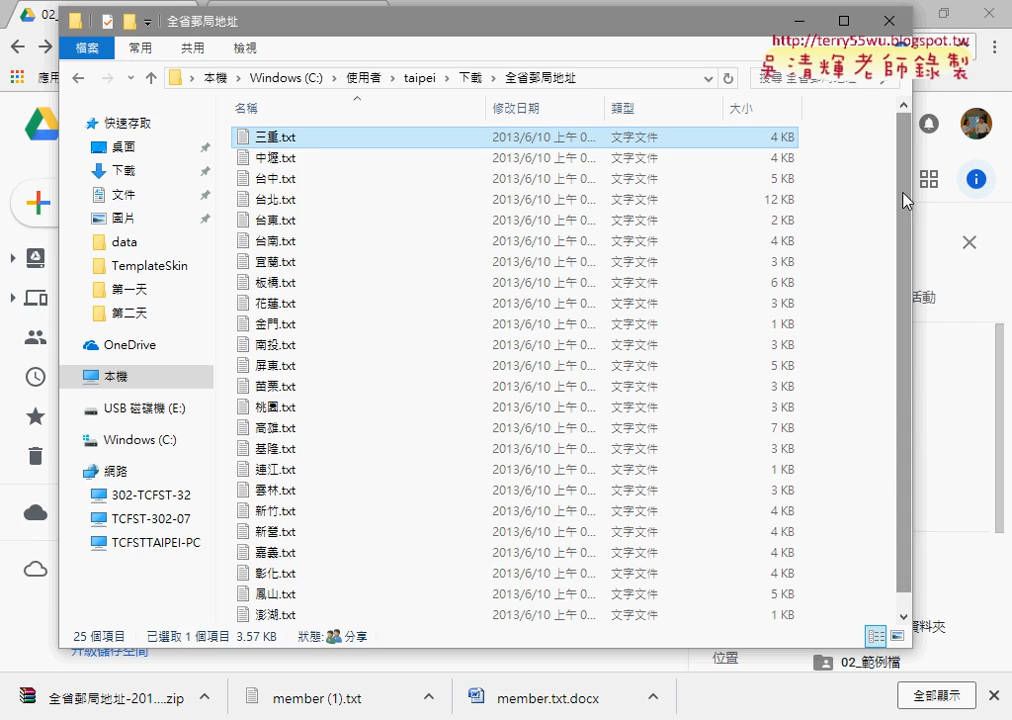 02_
全省郵局地址
檔案
常用
共用
檢視
http://terry55wu.blogspot.tw
吳清輝老師錄製
應用
本機 › Windows (C:) › 使用者 › taipei › 下載 › 全省郵局地址
搜尋 全省郵局地址
名稱 修改日期 類型 大小
快速存取
桌面
下載
文件
圖片
data
TemplateSkin
第一天
第二天
OneDrive
本機
USB 磁碟機 (E:)
Windows (C:)
網路
302-TCFST-32
TCFST-302-07
TCFSTTAIPEI-PC
三重.txt 2013/6/10 上午 0... 文字文件 4 KB
中壢.txt 2013/6/10 上午 0... 文字文件 4 KB
台中.txt 2013/6/10 上午 0... 文字文件 5 KB
台北.txt 2013/6/10 上午 0... 文字文件 12 KB
台東.txt 2013/6/10 上午 0... 文字文件 2 KB
台南.txt 2013/6/10 上午 0... 文字文件 4 KB
宜蘭.txt 2013/6/10 上午 0... 文字文件 3 KB
板橋.txt 2013/6/10 上午 0... 文字文件 6 KB
花蓮.txt 2013/6/10 上午 0... 文字文件 3 KB
金門.txt 2013/6/10 上午 0... 文字文件 1 KB
南投.txt 2013/6/10 上午 0... 文字文件 3 KB
屏東.txt 2013/6/10 上午 0... 文字文件 5 KB
苗栗.txt 2013/6/10 上午 0... 文字文件 3 KB
桃園.txt 2013/6/10 上午 0... 文字文件 4 KB
高雄.txt 2013/6/10 上午 0... 文字文件 7 KB
基隆.txt 2013/6/10 上午 0... 文字文件 3 KB
連江.txt 2013/6/10 上午 0... 文字文件 1 KB
雲林.txt 2013/6/10 上午 0... 文字文件 3 KB
新竹.txt 2013/6/10 上午 0... 文字文件 4 KB
新營.txt 2013/6/10 上午 0... 文字文件 4 KB
嘉義.txt 2013/6/10 上午 0... 文字文件 4 KB
彰化.txt 2013/6/10 上午 0... 文字文件 4 KB
鳳山.txt 2013/6/10 上午 0... 文字文件 5 KB
澎湖.txt 2013/6/10 上午 0... 文字文件 1 KB
25 個項目 已選取 1 個項目 3.57 KB 狀態: 分享
活動
資料夾
升級儲存空間
位置
02_範例檔
全省郵局地址-201....zip
member (1).txt
member.txt.docx
全部顯示